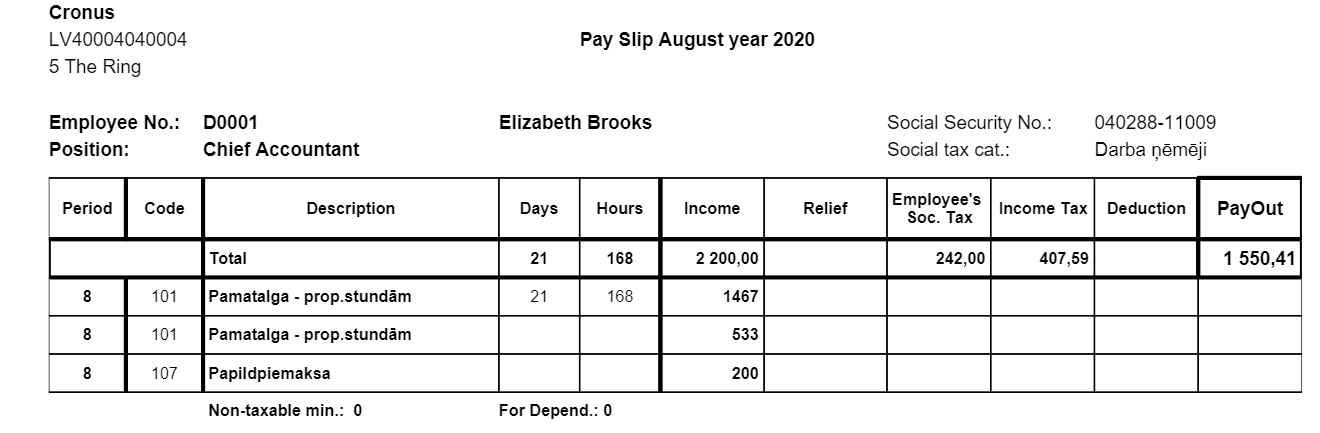 Cronus
LV40004040004
Pay Slip August year 2020
5 The Ring
Employee No.: D0001 Elizabeth Brooks Social Security No.: 040288-11009
Position: Chief Accountant Social tax cat.: Darba ņēmēji
Period Code Description Days Hours Income Relief Employee's Soc. Tax Income Tax Deduction PayOut
Total 21 168 2 200,00 242,00 407,59 1 550,41
8 101 Pamatalga - prop.stundām 21 168 1467
8 101 Pamatalga - prop.stundām 533
8 107 Papildpiemaksa 200
Non-taxable min.: 0 For Depend.: 0